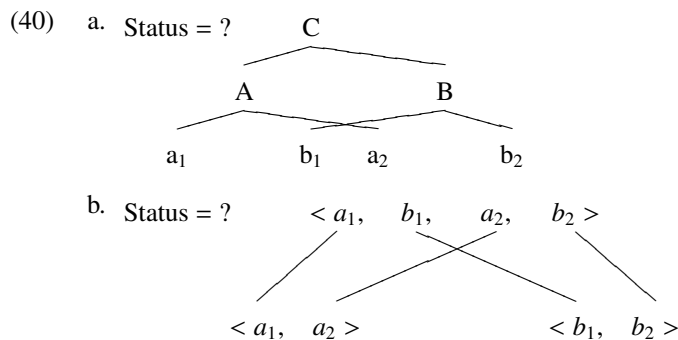 (40) a. Status = ? C
A B
a₁ b₁ a₂ b₂
b. Status = ? < a₁, b₁, a₂, b₂ >
< a₁, a₂ > < b₁, b₂ >